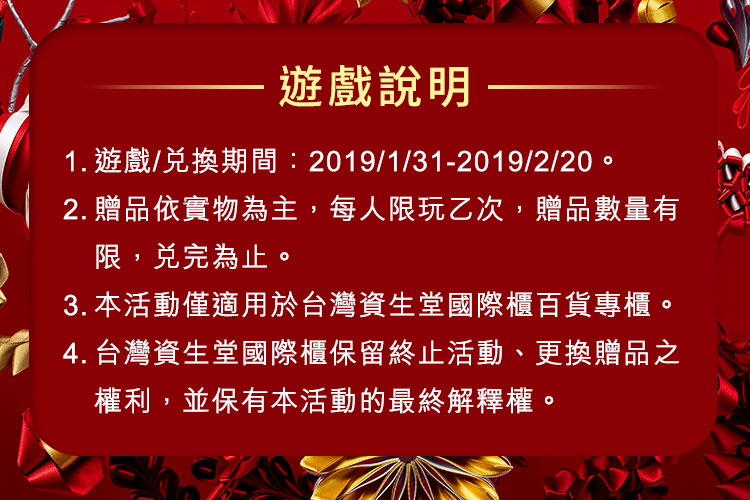 遊戲說明
1. 遊戲/兌換期間：2019/1/31-2019/2/20。
2. 贈品依實物為主，每人限玩乙次，贈品數量有
限，兌完為止。
3. 本活動僅適用於台灣資生堂國際櫃百貨專櫃。
4. 台灣資生堂國際櫃保留終止活動、更換贈品之
權利，並保有本活動的最終解釋權。